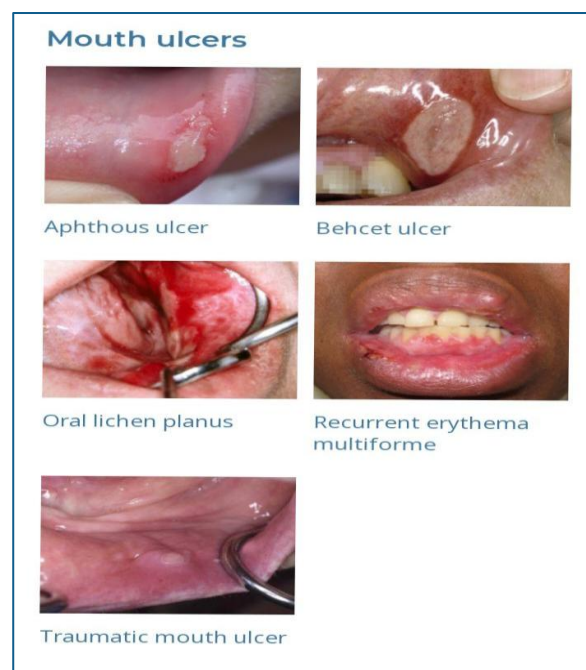 Mouth ulcers
Aphthous ulcer
Behcet ulcer
Oral lichen planus
Recurrent erythema
multiforme
Traumatic mouth ulcer